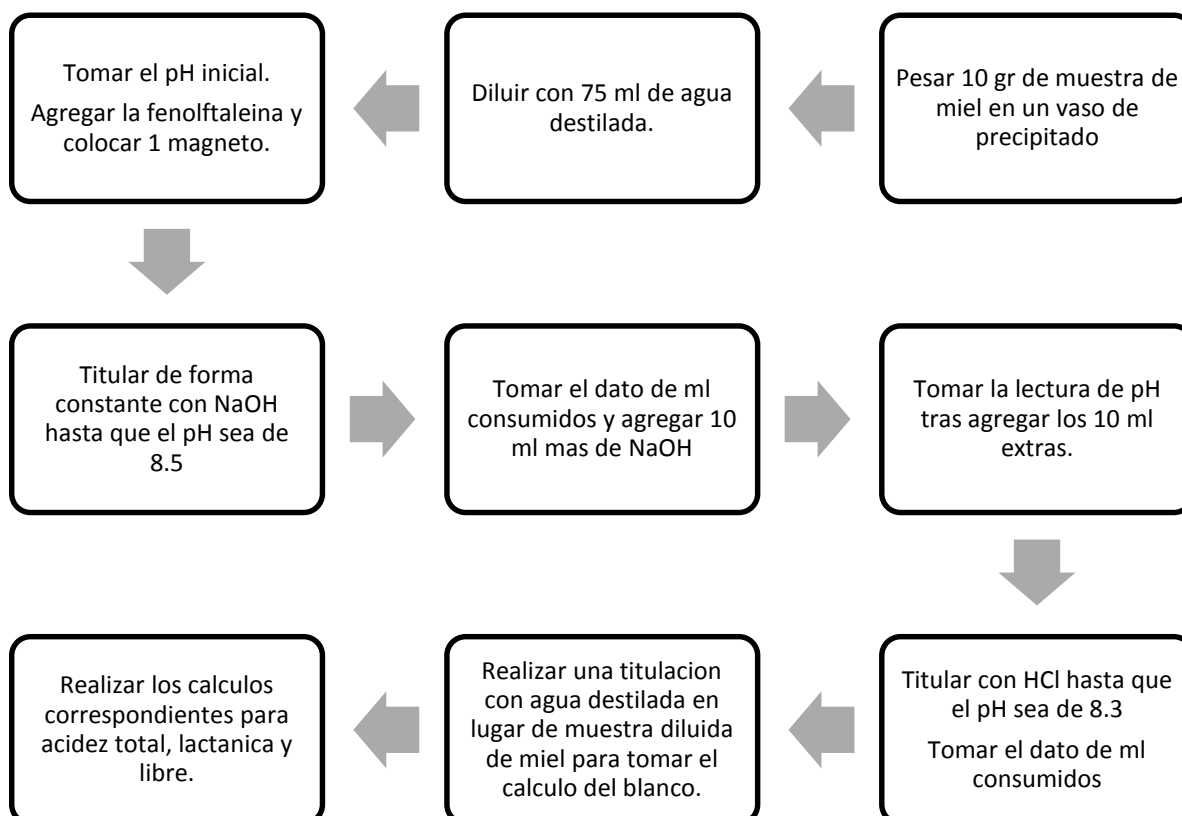 Pesar 10 gr de muestra de
miel en un vaso de
precipitado
Diluir con 75 ml de agua
destilada.
Tomar el pH inicial.
Agregar la fenolftaleina y
colocar 1 magneto.
Titular de forma
constante con NaOH
hasta que el pH sea de
8.5
Tomar el dato de ml
consumidos y agregar 10
ml mas de NaOH
Tomar la lectura de pH
tras agregar los 10 ml
extras.
Titular con HCl hasta que
el pH sea de 8.3
Tomar el dato de ml
consumidos
Realizar una titulacion
con agua destilada en
lugar de muestra diluida
de miel para tomar el
calculo del blanco.
Realizar los calculos
correspondientes para
acidez total, lactanica y
libre.